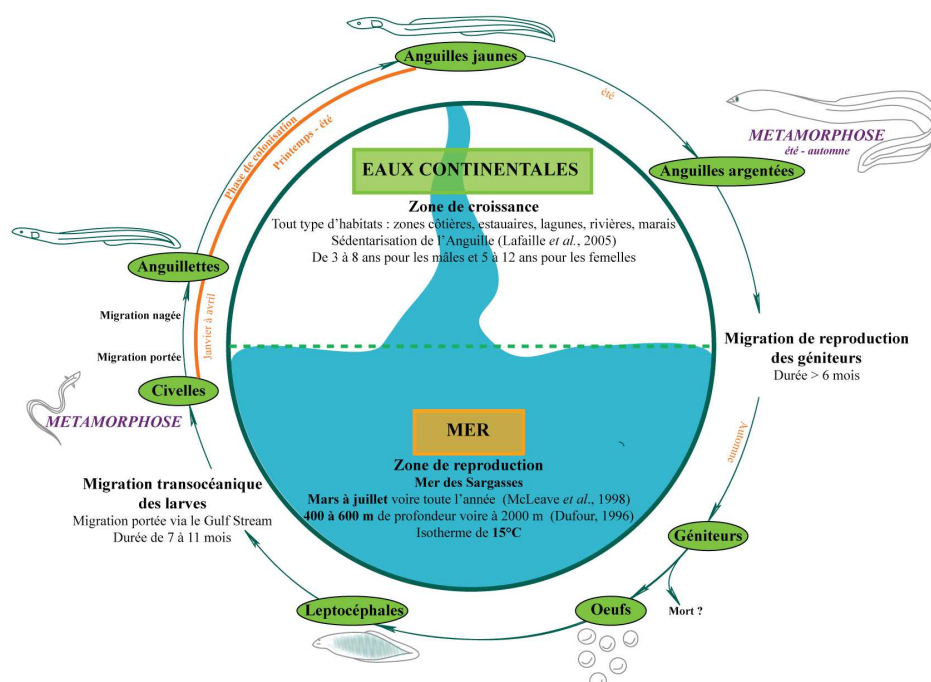 Anguilles jaunes
été
METAMORPHOSE
été - automne
Anguilles argentées
Phase de colonisation
Printemps - été
EAUX CONTINENTALES
Zone de croissance
Tout type d'habitats : zones côtières, estauaires, lagunes, rivières, marais
Sédentarisation de l'Anguille (Lafaille et al., 2005)
De 3 à 8 ans pour les mâles et 5 à 12 ans pour les femelles
Anguillettes
Migration nagée
Janvier à avril
Migration portée
Civelles
METAMORPHOSE
Migration de reproduction
des géniteurs
Durée > 6 mois
Automne
MER
Zone de reproduction
Mer des Sargasses
Mars à juillet voire toute l'année (McLeave et al., 1998)
400 à 600 m de profondeur voire à 2000 m (Dufour, 1996)
Isotherme de 15°C
Migration transocéanique
des larves
Migration portée via le Gulf Stream
Durée de 7 à 11 mois
Géniteurs
Mort ?
Oeufs
Leptocéphales